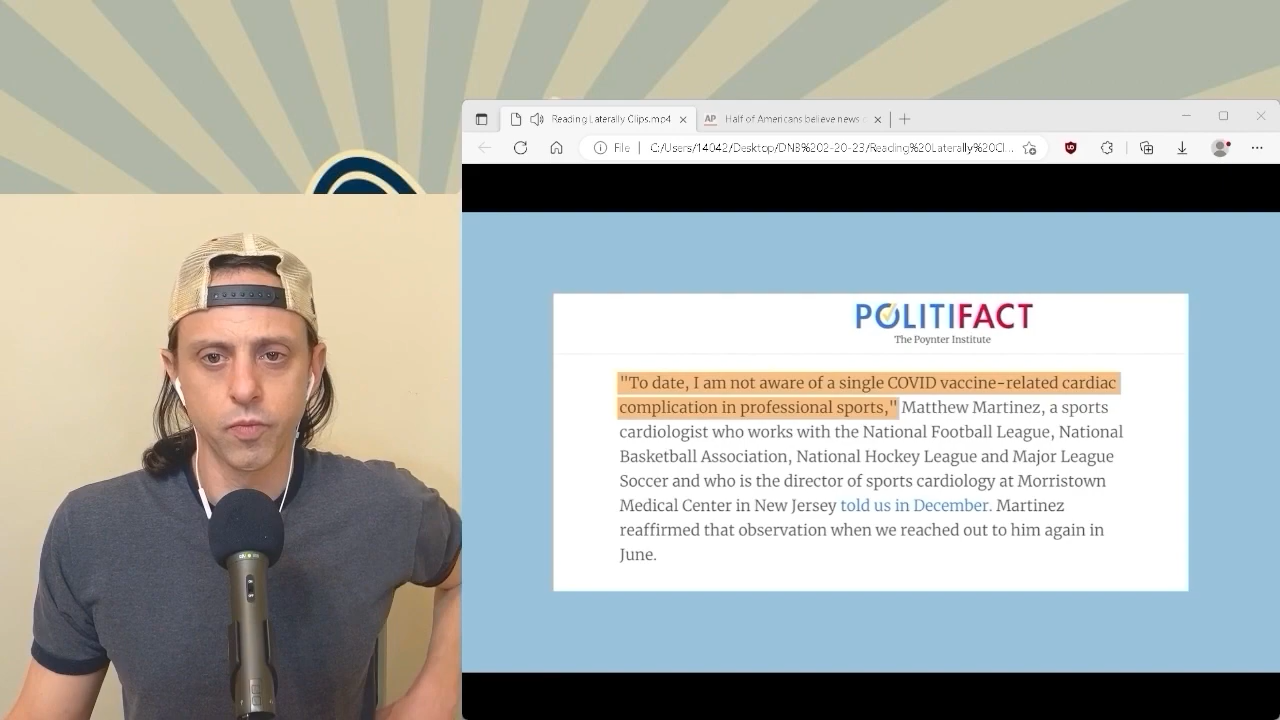 Reading Laterally Clips.mp4
AP Half of Americans believe news
File C:/Users/14042/Desktop/DNB%202-20-23/Reading%20Laterally%20Cl...
POLITIFACT
The Poynter Institute
"To date, I am not aware of a single COVID vaccine-related cardiac
complication in professional sports," Matthew Martinez, a sports
cardiologist who works with the National Football League, National
Basketball Association, National Hockey League and Major League
Soccer and who is the director of sports cardiology at Morristown
Medical Center in New Jersey told us in December. Martinez
reaffirmed that observation when we reached out to him again in
June.